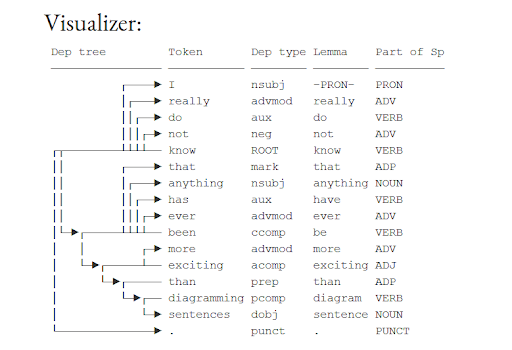 Visualizer:
Dep tree Token Dep type Lemma Part of Sp
I nsubj -PRON- PRON
really advmod really ADV
do aux do VERB
not neg not ADV
know ROOT know VERB
that mark that ADP
anything nsubj anything NOUN
has aux have VERB
ever advmod ever ADV
been ccomp be VERB
more advmod more ADV
exciting acomp exciting ADJ
than prep than ADP
diagramming pcomp diagram VERB
sentences dobj sentence NOUN
. punct . PUNCT